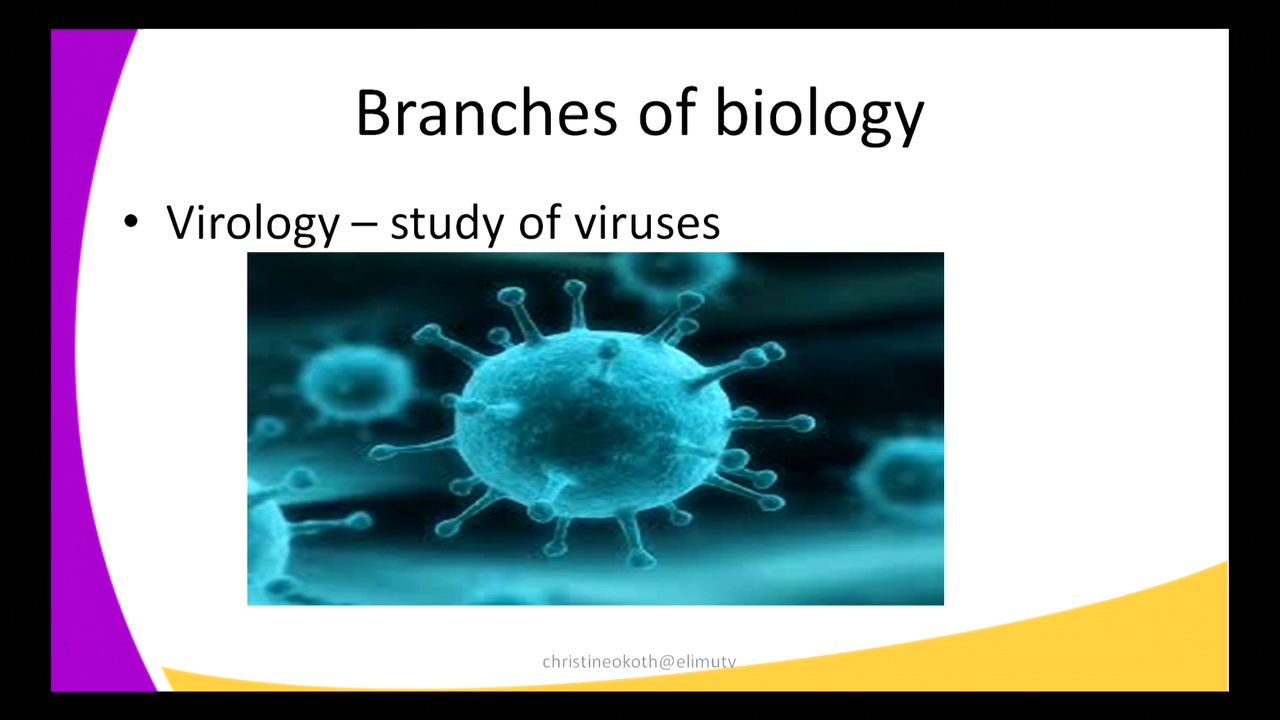 Branches of biology
• Virology – study of viruses
christineokoth@elimutv